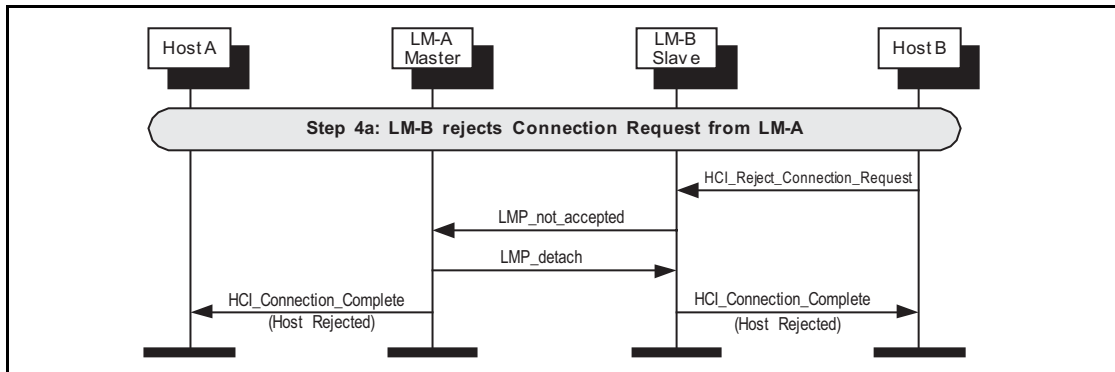 Host A
LM-A
Master
LM-B
Slave
Host B
Step 4a: LM-B rejects Connection Request from LM-A
HCI_Reject_Connection_Request
LMP_not_accepted
LMP_detach
HCI_Connection_Complete
(Host Rejected)
HCI_Connection_Complete
(Host Rejected)